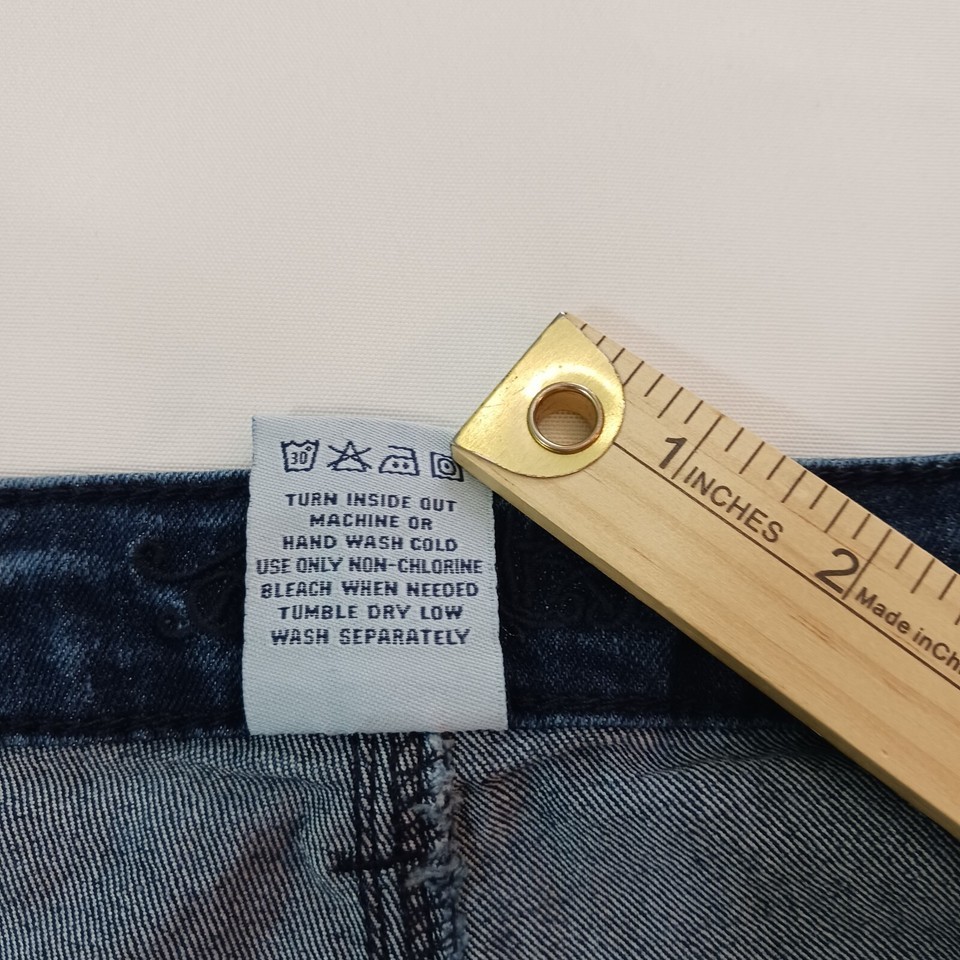 30
TURN INSIDE OUT
MACHINE OR
HAND WASH COLD
USE ONLY NON-CHLORINE
BLEACH WHEN NEEDED
TUMBLE DRY LOW
WASH SEPARATELY
1
INCHES
2
Made in